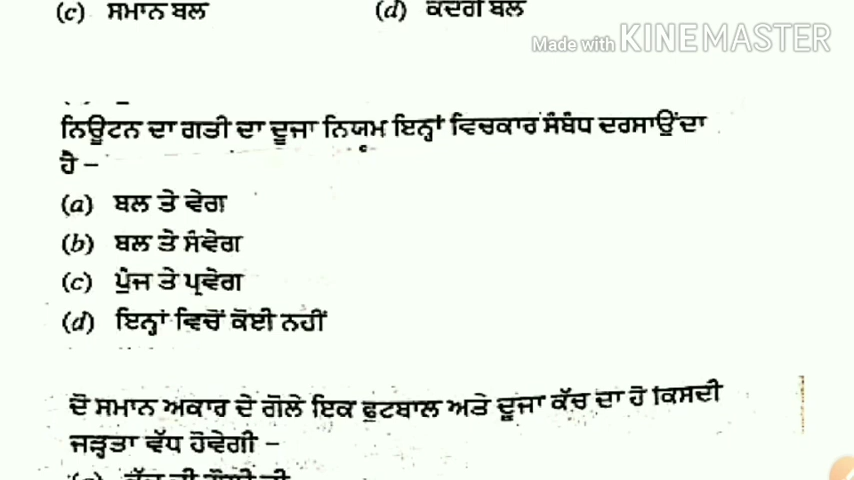 (c) ਸਮਾਨ ਬਲ (d) ਕੇਂਦਰੀ ਬਲ
Made with KINEMASTER
ਨਿਊਟਨ ਦਾ ਗਤੀ ਦਾ ਦੂਜਾ ਨਿਯਮ ਇਨ੍ਹਾਂ ਵਿਚਕਾਰ ਸੰਬੰਧ ਦਰਸਾਉਂਦਾ
ਹੈ –
(a) ਬਲ ਤੇ ਵੇਗ
(b) ਬਲ ਤੇ ਸੰਵੇਗ
(c) ਪੁੰਜ ਤੇ ਪ੍ਰਵੇਗ
(d) ਇਨ੍ਹਾਂ ਵਿਚੋਂ ਕੋਈ ਨਹੀਂ
ਦੋ ਸਮਾਨ ਅਕਾਰ ਦੇ ਗੋਲੇ ਇਕ ਫੁਟਬਾਲ ਅਤੇ ਦੂਜਾ ਕੱਚ ਦਾ ਹੋ ਕਿਸਦੀ
ਜੜ੍ਹਤਾ ਵੱਧ ਹੋਵੇਗੀ –